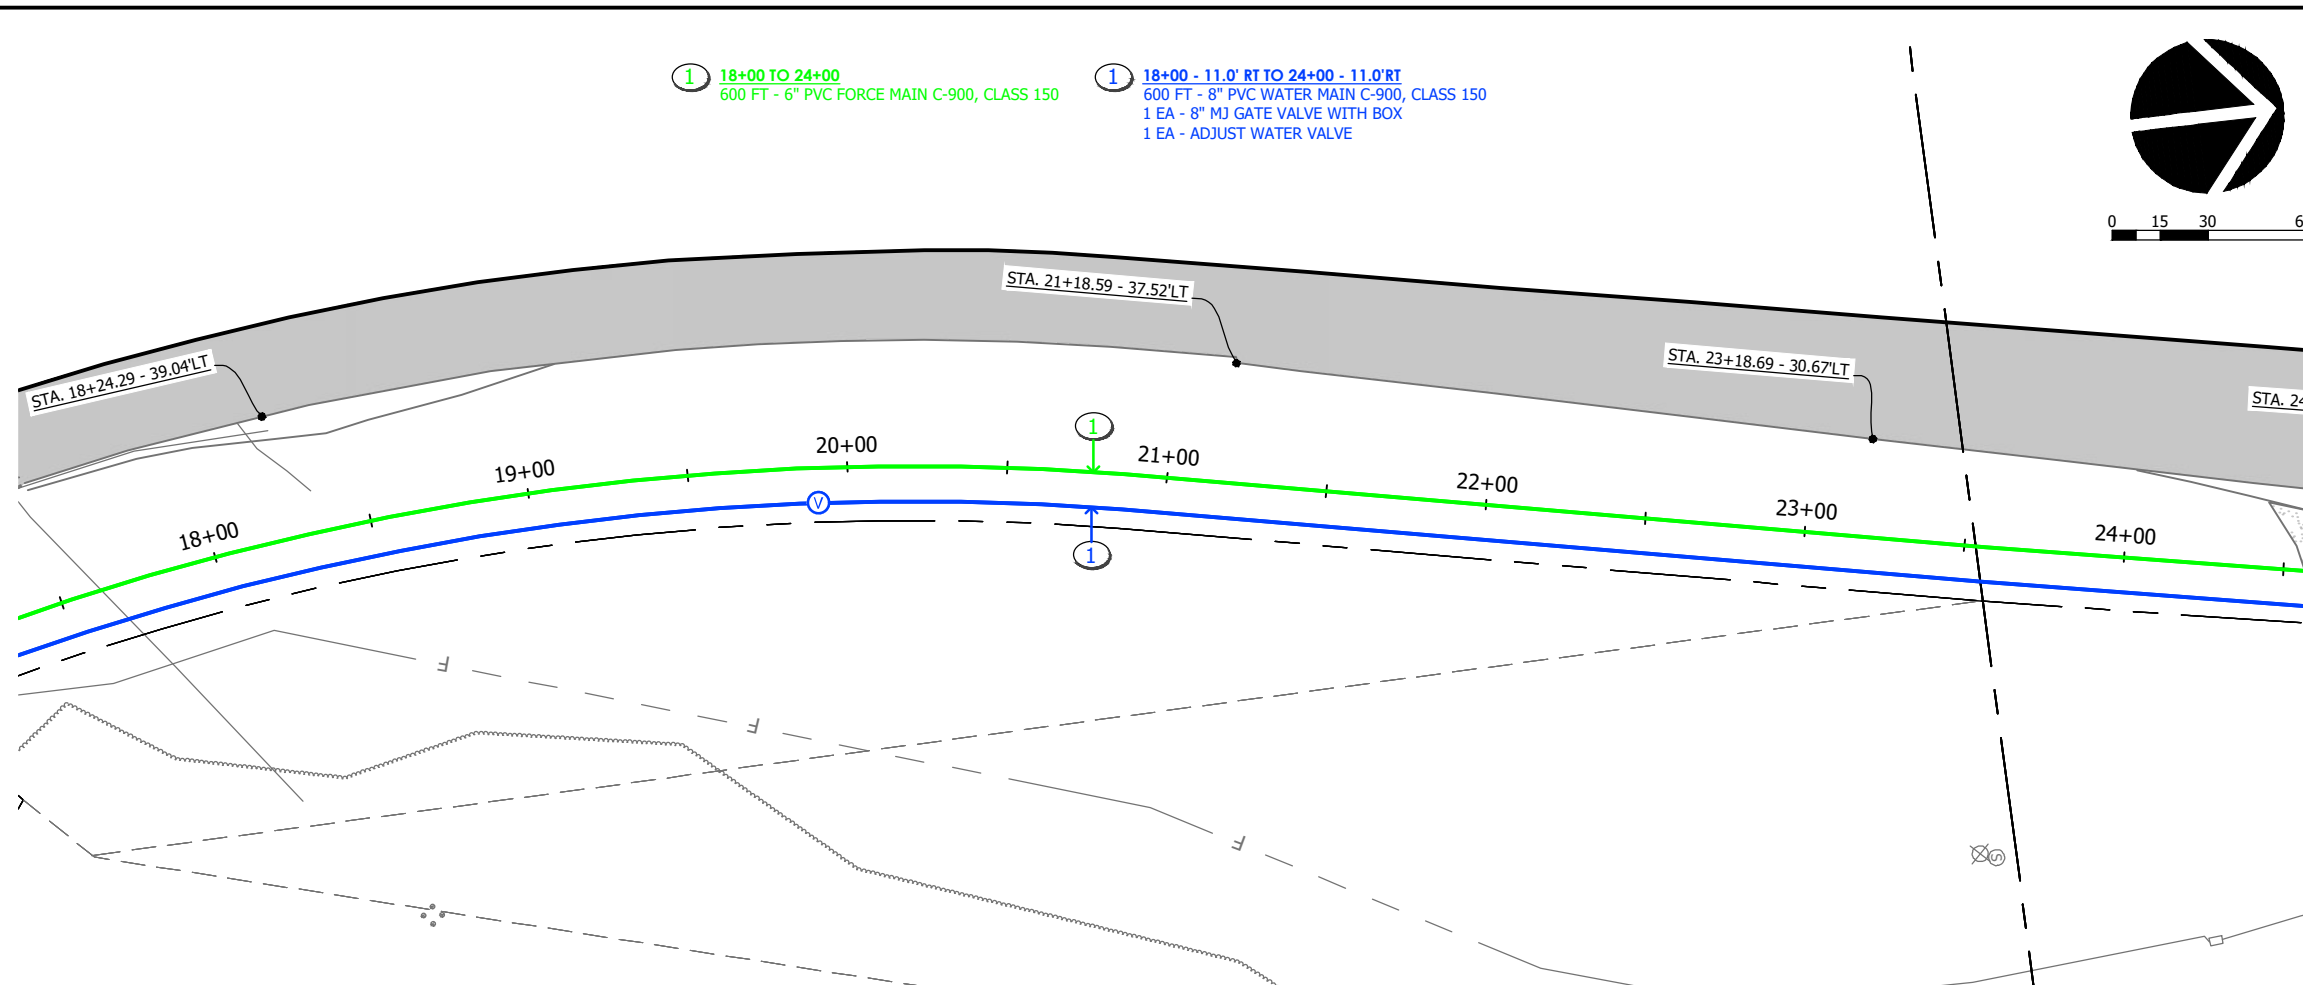 1 18+00 TO 24+00
600 FT - 6" PVC FORCE MAIN C-900, CLASS 150
1 18+00 - 11.0' RT TO 24+00 - 11.0'RT
600 FT - 8" PVC WATER MAIN C-900, CLASS 150
1 EA - 8" MJ GATE VALVE WITH BOX
1 EA - ADJUST WATER VALVE
0 15 30 6
STA. 18+24.29 - 39.04'LT
STA. 21+18.59 - 37.52'LT
STA. 23+18.69 - 30.67'LT
STA. 24
18+00
19+00
20+00
21+00
22+00
23+00
24+00
1
V
1
F
F
F
S